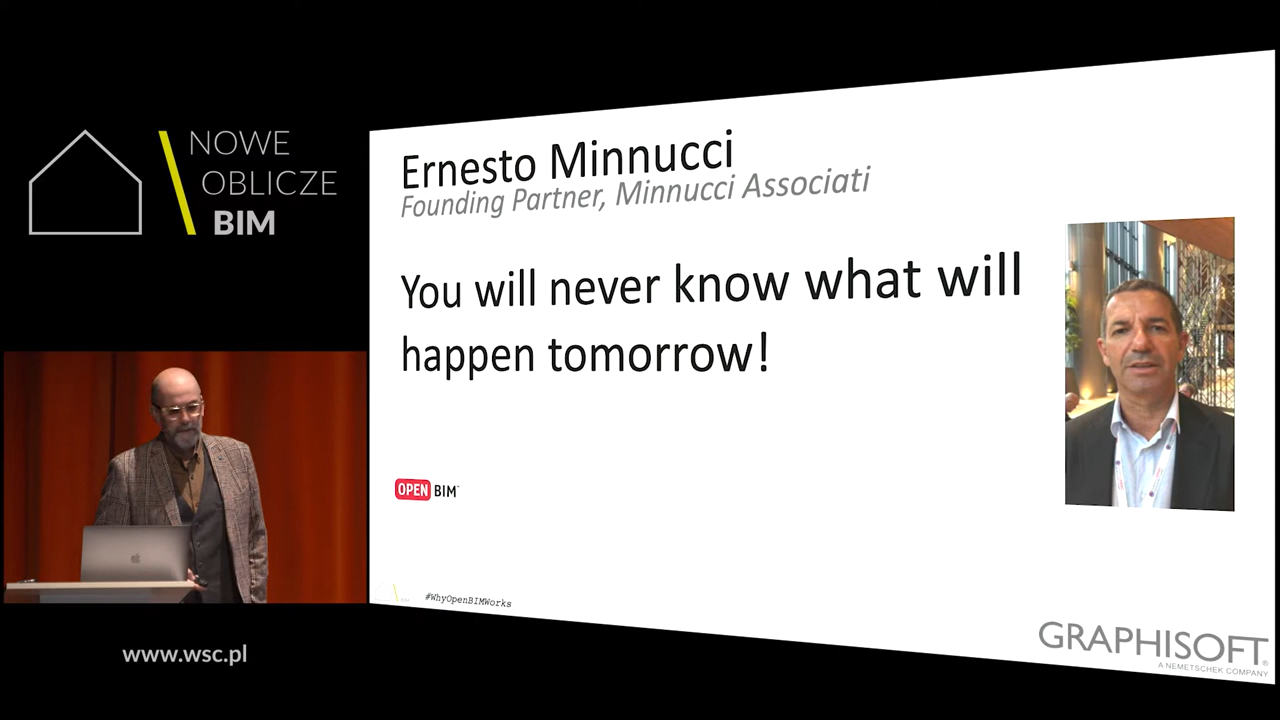 NOWE
OBLICZE
BIM
Ernesto Minnucci
Founding Partner, Minnucci Associati
You will never know what will
happen tomorrow!
OPEN BIM™
#WhyOpenBIMWorks
GRAPHISOFT®
A NEMETSCHEK COMPANY
www.wsc.pl